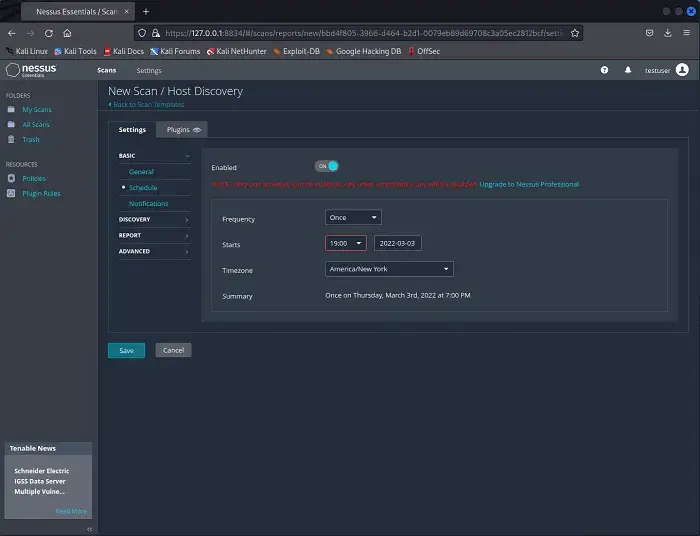 Nessus Essentials / Scan
https://127.0.0.1:8834/#/scans/reports/new/bbd4f805-3966-d464-b2d1-0079eb89d69708c3a05ec2812bcf/setti
Kali Linux Kali Tools Kali Docs Kali Forums Kali NetHunter Exploit-DB Google Hacking DB OffSec
nessus Essentials Scans Settings testuser
FOLDERS
My Scans
All Scans
Trash
RESOURCES
Policies
Plugin Rules
New Scan / Host Discovery
Back to Scan Templates
Settings Plugins
BASIC
General
Schedule
Notifications
DISCOVERY
REPORT
ADVANCED
Enabled ON
Upgrade to Nessus Professional
Frequency Once
Starts 19:00 2022-03-03
Timezone America/New York
Summary Once on Thursday, March 3rd, 2022 at 7:00 PM
Save Cancel
Tenable News
Schneider Electric
IGSS Data Server
Multiple Vulne...
Read More